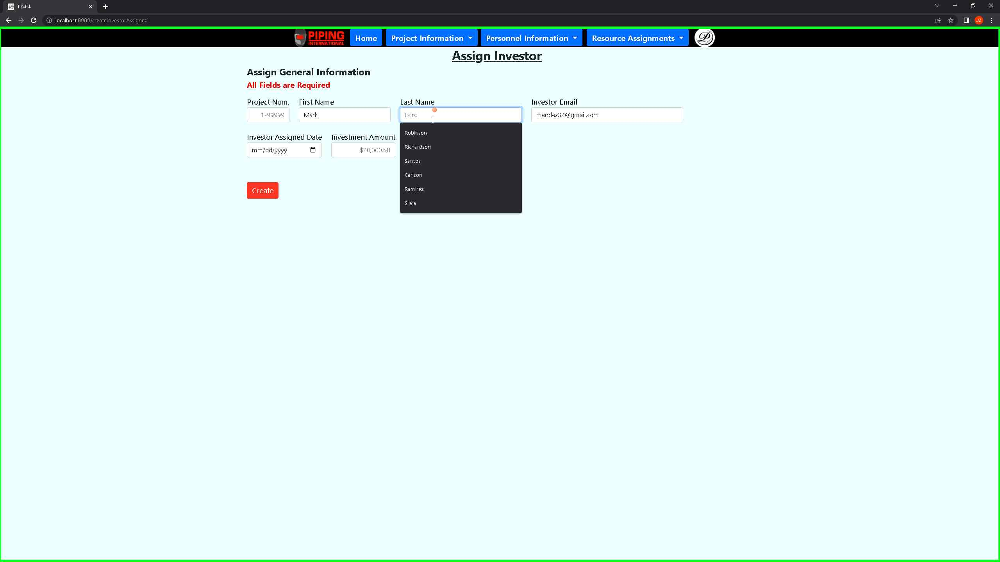 T.A.P.I.
localhost:8080/createInvestorAssigned
JZ
PIPING
INTERNATIONAL
Home
Project Information
Personnel Information
Resource Assignments
Assign Investor
Assign General Information
All Fields are Required
Project Num.
First Name
Last Name
Investor Email
1-99999
Mark
Ford
mendez32@gmail.com
Robinson
Richardson
Santos
Carlson
Ramirez
Silvia
Investor Assigned Date
Investment Amount
mm/dd/yyyy
$20,000.50
Create